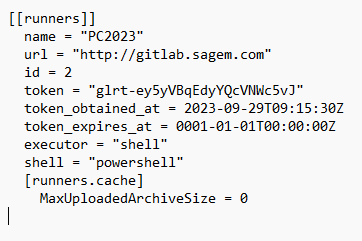 [[runners]]
  name = "PC2023"
  url = "http://gitlab.sagem.com"
  id = 2
  token = "glrt-ey5yVBqEdyYQcVNWc5vJ"
  token_obtained_at = 2023-09-29T09:15:30Z
  token_expires_at = 0001-01-01T00:00:00Z
  executor = "shell"
  shell = "powershell"
  [runners.cache]
    MaxUploadedArchiveSize = 0